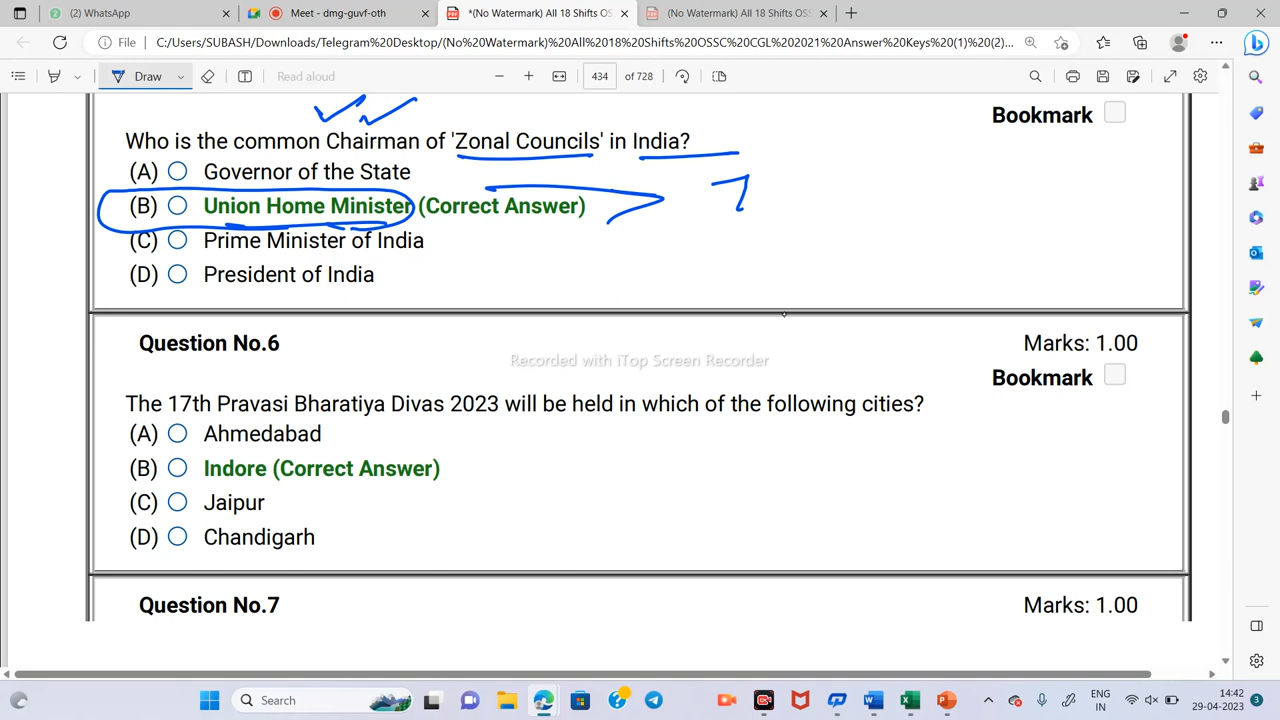 (2) WhatsApp
Meet - dmg-guvf-oth
*(No Watermark) All 18 Shifts OS
(No Watermark) All 18 Shifts OSS
File
C:/Users/SUBASH/Downloads/Telegram%20Desktop/(No%20Watermark)%20All%2018%20Shifts%20OSSC%20CGL%202021%20Answer%20Keys%20(1)%20(2)...
Draw
Read aloud
434 of 728
Bookmark
Who is the common Chairman of 'Zonal Councils' in India?
(A) Governor of the State
(B) Union Home Minister (Correct Answer)
(C) Prime Minister of India
(D) President of India
Question No.6 Marks: 1.00
Recorded with iTop Screen Recorder
Bookmark
The 17th Pravasi Bharatiya Divas 2023 will be held in which of the following cities?
(A) Ahmedabad
(B) Indore (Correct Answer)
(C) Jaipur
(D) Chandigarh
Question No.7 Marks: 1.00
Search
ENG
IN
14:42
29-04-2023
3